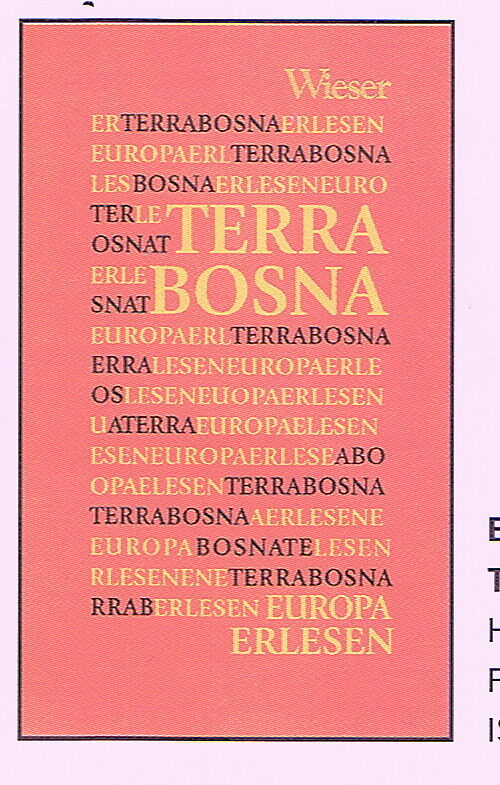 Wieser
ERTERRABOSNAERLESEN
EUROPAERLTERRABOSNA
LESBOSNAERLESENEURO
TERLE
OSNAT
TERRA
ERLE
SNAT
BOSNA
EUROPAERLTERRABOSNA
ERRALESENEUROPAERLE
OSLESENEUOPAERLESEN
UATERRAEUROPAELESEN
ESENEUROPAERLESEABO
OPAELESENTERRABOSNA
TERRABOSNAAERLESENE
EUROPABOSNATELESEN
RLESENENETERRABOSNA
RRABERLESEN EUROPA
ERLESEN